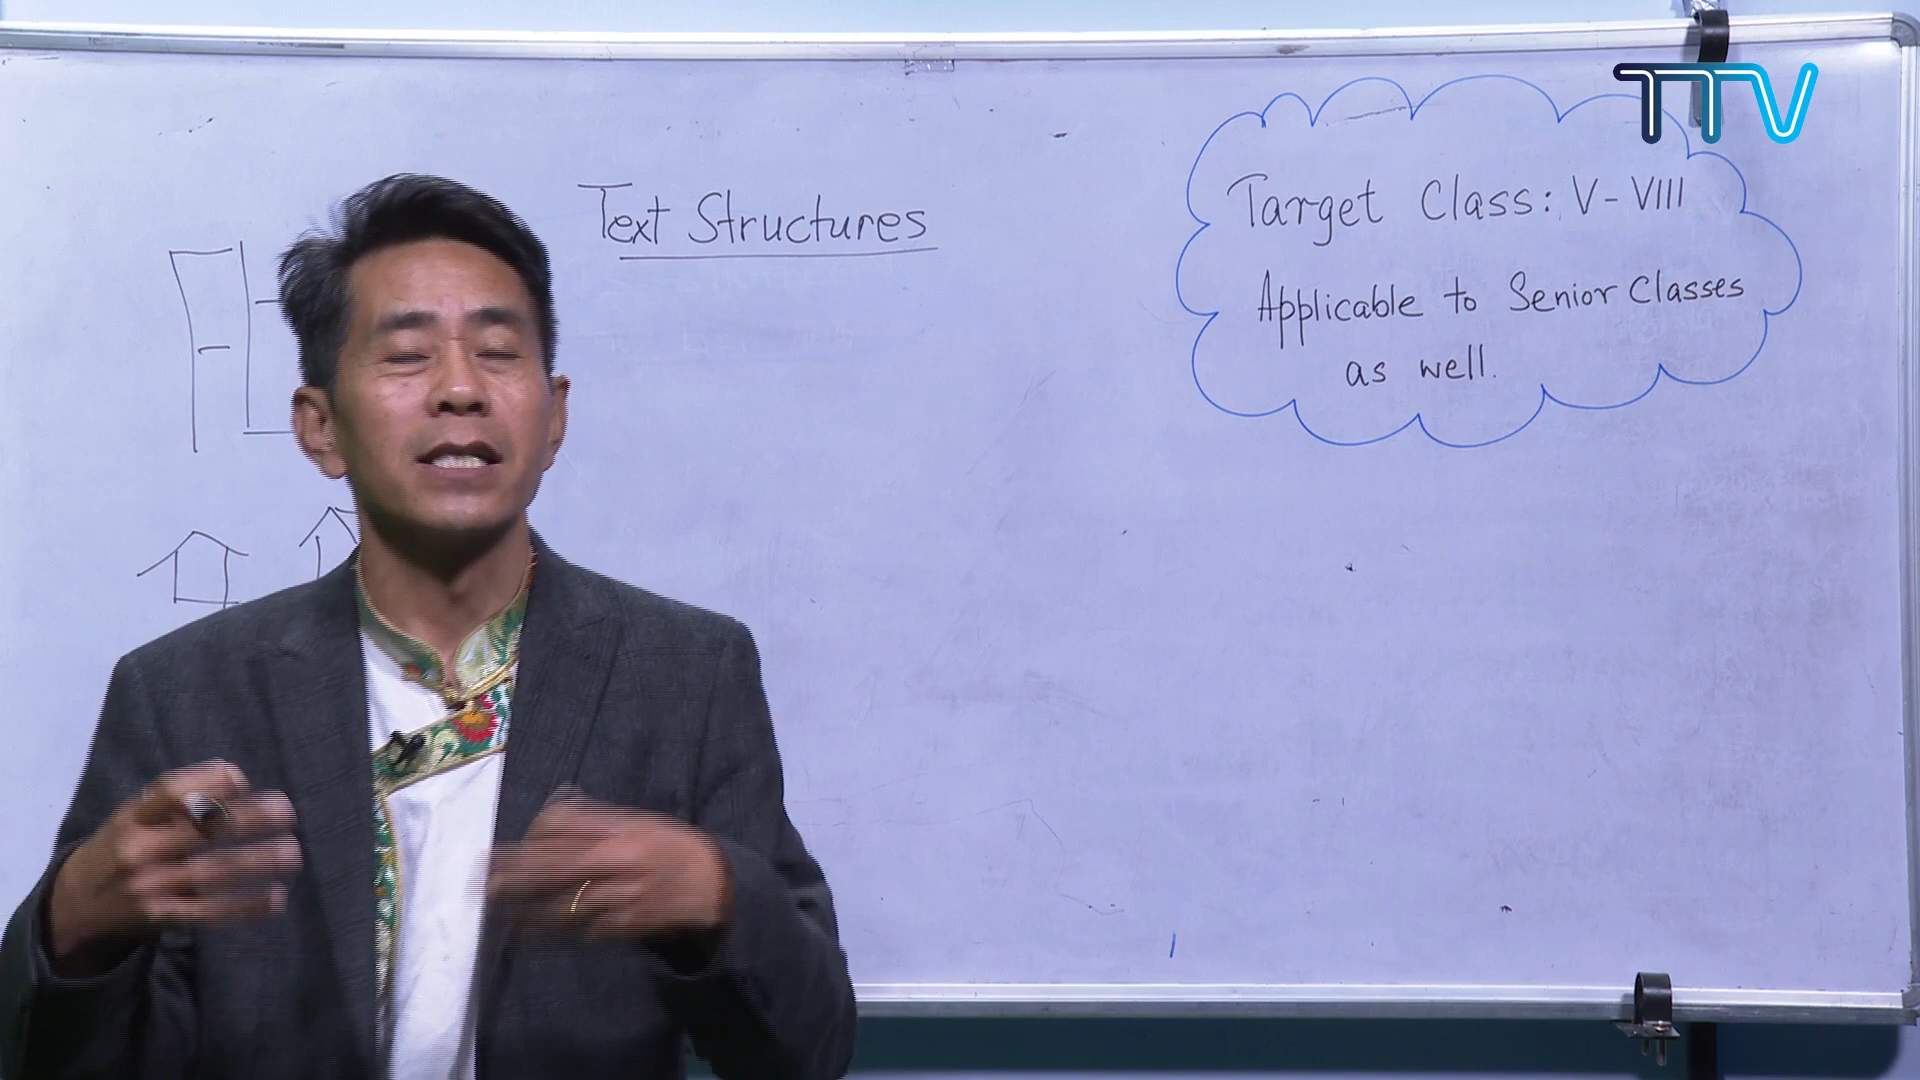 TTV
Text Structures
Target Class: V-VIII
Applicable to Senior Classes
as well.